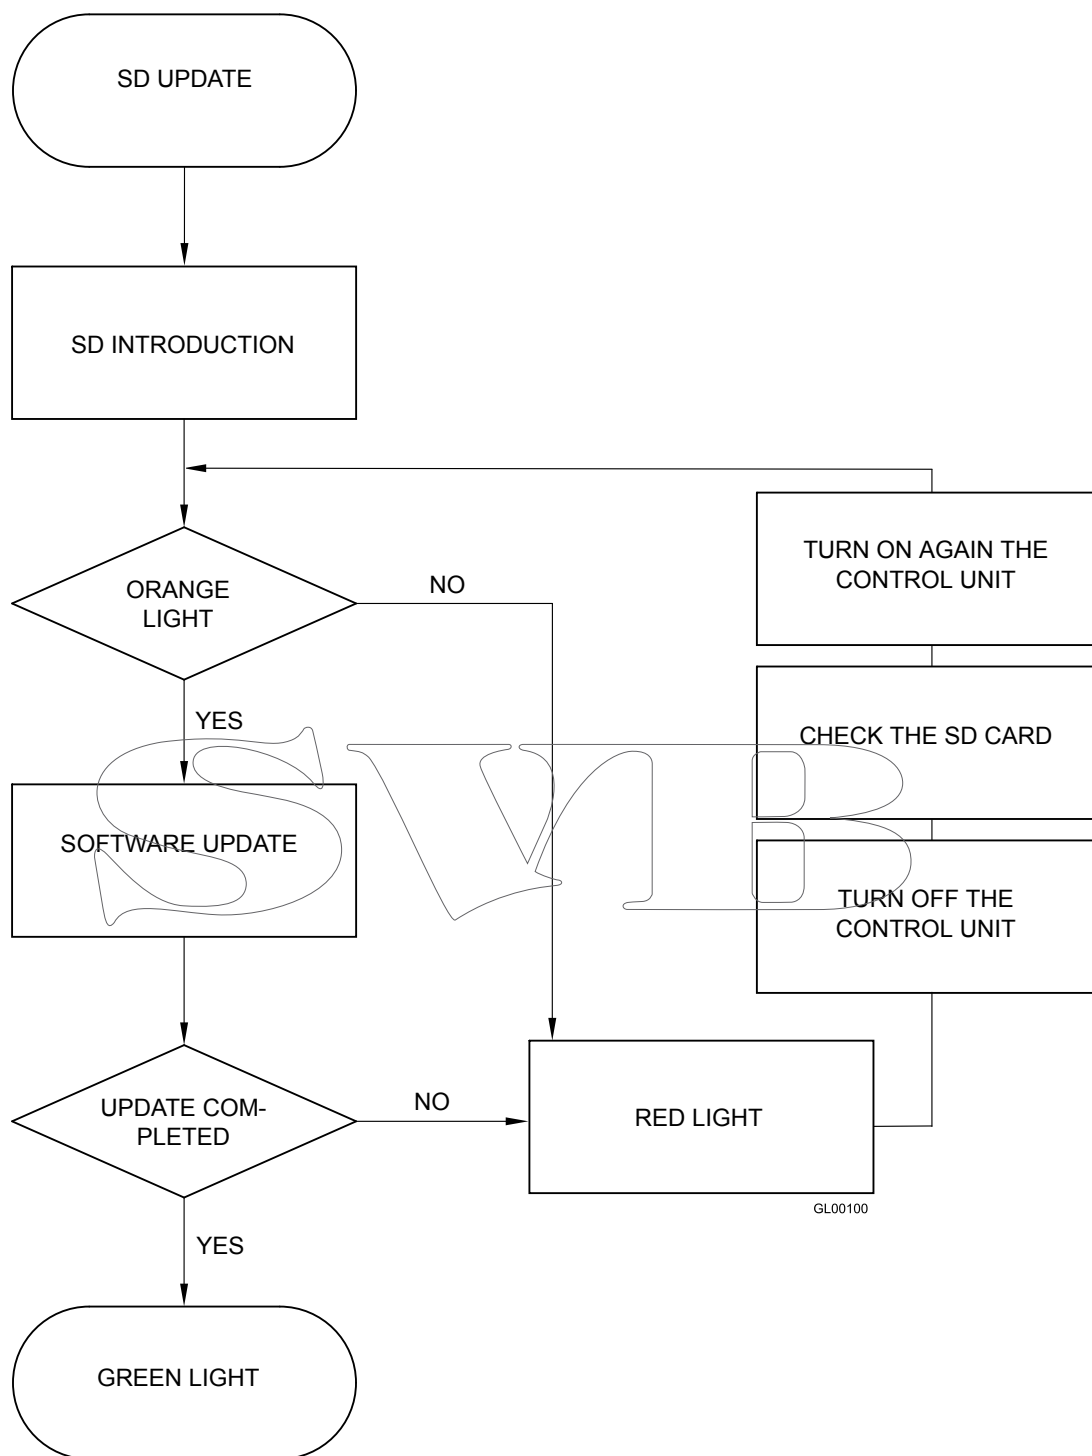 SD UPDATE
SD INTRODUCTION
ORANGE
LIGHT
NO
YES
TURN ON AGAIN THE
CONTROL UNIT
CHECK THE SD CARD
SVB
SOFTWARE UPDATE
TURN OFF THE
CONTROL UNIT
UPDATE COM-
PLETED
NO
RED LIGHT
GL00100
YES
GREEN LIGHT